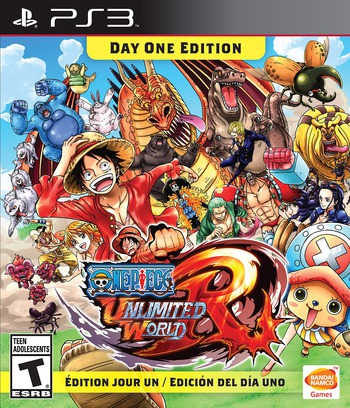 PS3
DAY ONE EDITION
ONE PIECE
UNLIMITED
WORLD
R
TEEN
ADOLESCENTS
T
ESRB
BANDAI
NAMCO
Games
ÉDITION JOUR UN / EDICIÓN DEL DÍA UNO